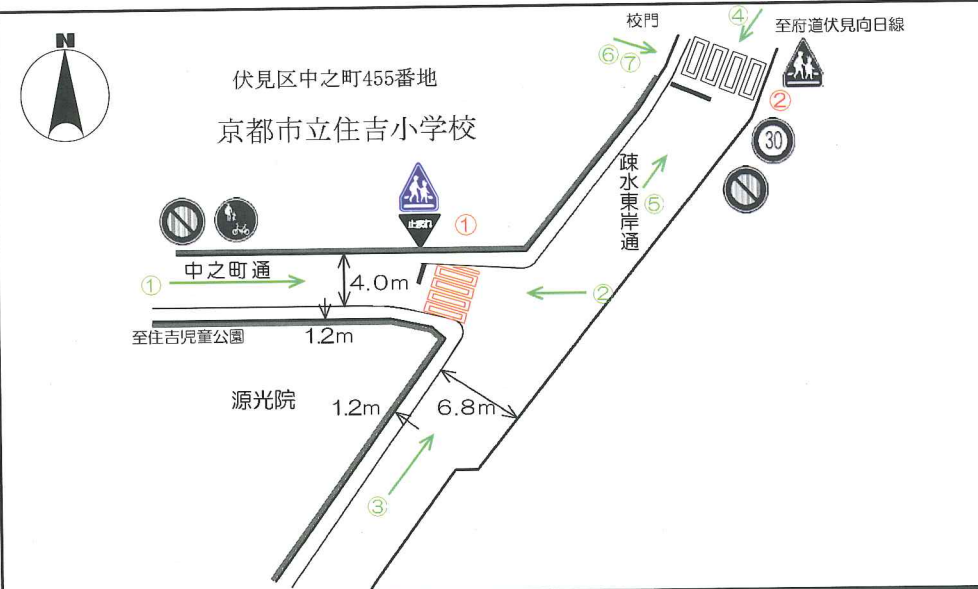 N
伏見区中之町455番地
京都市立住吉小学校
校門
④
至府道伏見向日線
⑥
⑦
②
30
疎水東岸通
⑤
止まれ
①
中之町通
①
4.0m
②
至住吉児童公園
1.2m
源光院
1.2m
6.8m
③